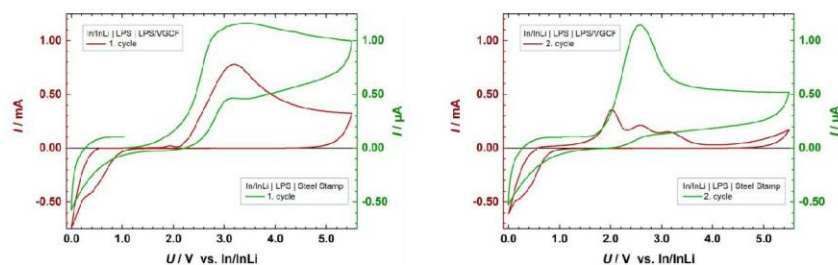 In/InLi | LPS | LPS/VGCF
1. cycle
1.00
0.50
0.00
-0.50
I / mA
1.00
0.50
0.00
-0.50
I / µA
In/InLi | LPS | Steel Stamp
1. cycle
0.0 1.0 2.0 3.0 4.0 5.0
U / V vs. In/InLi
In/InLi | LPS | LPS/VGCF
2. cycle
1.00
0.50
0.00
-0.50
I / mA
1.00
0.50
0.00
-0.50
I / µA
In/InLi | LPS | Steel Stamp
2. cycle
0.0 1.0 2.0 3.0 4.0 5.0
U / V vs. In/InLi